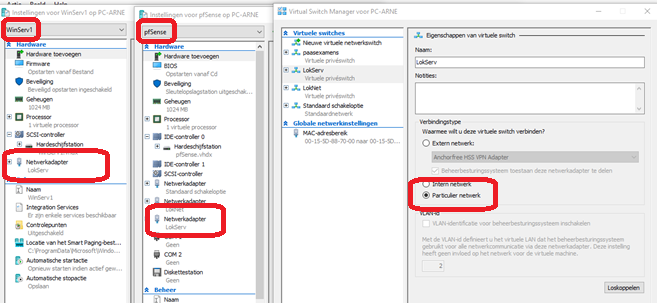 Instellingen voor WinServ1 op PC-ARNE
WinServ1
Hardware
Hardware toevoegen
Firmware
Opstarten vanaf Bestand
Beveiliging
Beveiligd opstarten ingeschakeld
Geheugen
1024 MB
Processor
1 virtuele processor
SCSI-controller
Hardeschijfstation
Netwerkadapter
LokServ
Naam
WinServ1
Integration Services
Er zijn enkele services beschikbaar
Controlepunten
Uitgeschakeld
Locatie van het Smart Paging-best...
C:\ProgramData\Microsoft\Windo...
Automatische startactie
Opnieuw starten indien actief gew...
Automatische stopactie
Opslaan
Instellingen voor pfSense op PC-ARNE
pfSense
Hardware
Hardware toevoegen
BIOS
Opstarten vanaf Cd
Beveiliging
Sleutelopslagstation uitgeschak...
Geheugen
1024 MB
Processor
1 virtuele processor
IDE-controller 0
Hardeschijfstation
pfSense.vhdx
IDE-controller 1
SCSI-controller
Netwerkadapter
Standaard schakeloptie
Netwerkadapter
LokNet
Netwerkadapter
LokServ
Geen
COM 2
Geen
Diskettestation
Geen
Beheer
Naam
Virtual Switch Manager voor PC-ARNE
Virtuele switches
Nieuwe virtuele netwerkswitch
paasexamens
Virtuele privéswitch
LokServ
Virtuele privéswitch
LokNet
Virtuele privéswitch
Standaard schakeloptie
Standaardnetwerk
Globale netwerkinstellingen
MAC-adresbereik
00-15-5D-88-70-00 naar 00-15-5D...
Eigenschappen van virtuele switch
Naam:
LokServ
Notities:
Verbindingstype
Waarmee wilt u deze virtuele switch verbinden?
Extern netwerk:
Anchorfree HSS VPN Adapter
Beheerbesturingssysteem toestaan deze netwerkadapter te delen
Intern netwerk
Particulier netwerk
VLAN-id
VLAN-identificatie voor beheerbesturingssysteem inschakelen
Met de VLAN-id definieert u het virtuele LAN dat het beheerbesturingssysteem
gebruikt voor alle netwerkcommunicatie via deze netwerkadapter. Deze instelling
heeft geen invloed op het netwerk voor de virtuele machine.
2
Loskoppelen